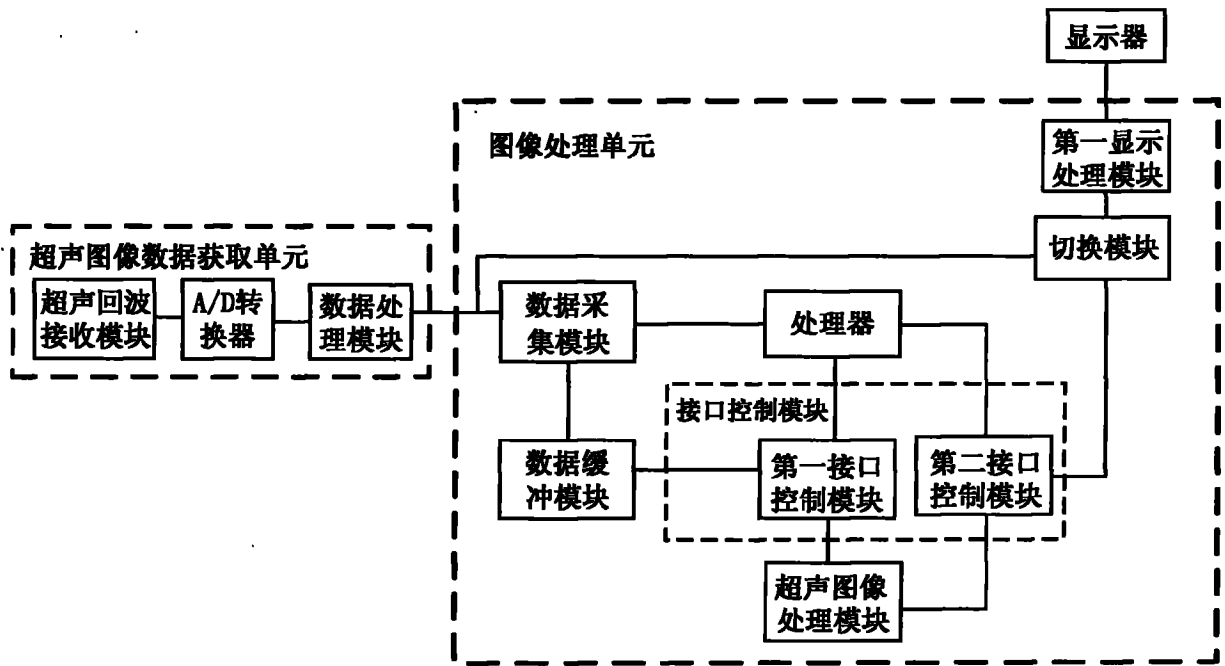 显示器
图像处理单元
第一显示
处理模块
超声图像数据获取单元
切换模块
超声回波
接收模块
A/D转
换器
数据处
理模块
数据采
集模块
处理器
接口控制模块
数据缓
冲模块
第一接口
控制模块
第二接口
控制模块
超声图像
处理模块